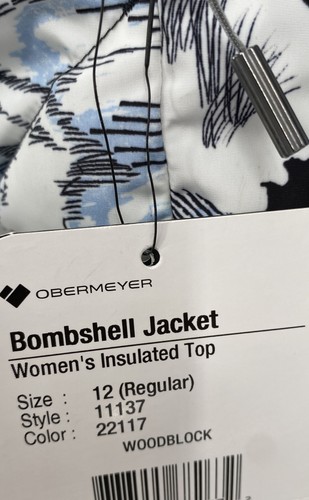 OBERMEYER
Bombshell Jacket
Women's Insulated Top
Size : 12 (Regular)
Style : 11137
Color : 22117
WOODBLOCK